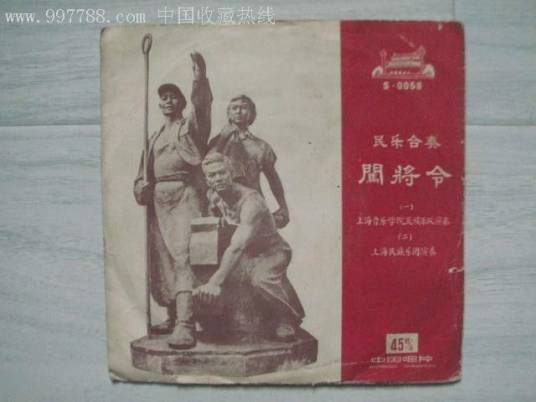 www.997788.com 中国收藏热线
S-0058
民乐合奏
闖將令
(一)
上海音乐学院民族乐队演奏
(二)
上海民族乐团演奏
45
中国唱片